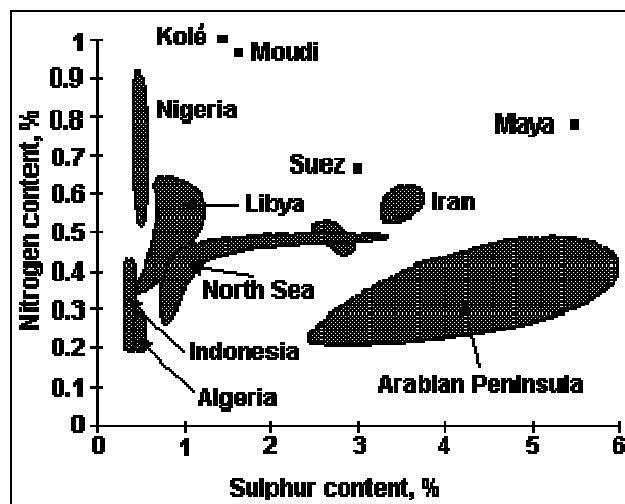 Kolé
Moudi
Nigeria
Maya
Suez
Libya
Iran
North Sea
Indonesia
Algeria
Arabian Peninsula
Nitrogen content, %
1
0.9
0.8
0.7
0.6
0.5
0.4
0.3
0.2
0.1
0
0 1 2 3 4 5 6
Sulphur content, %